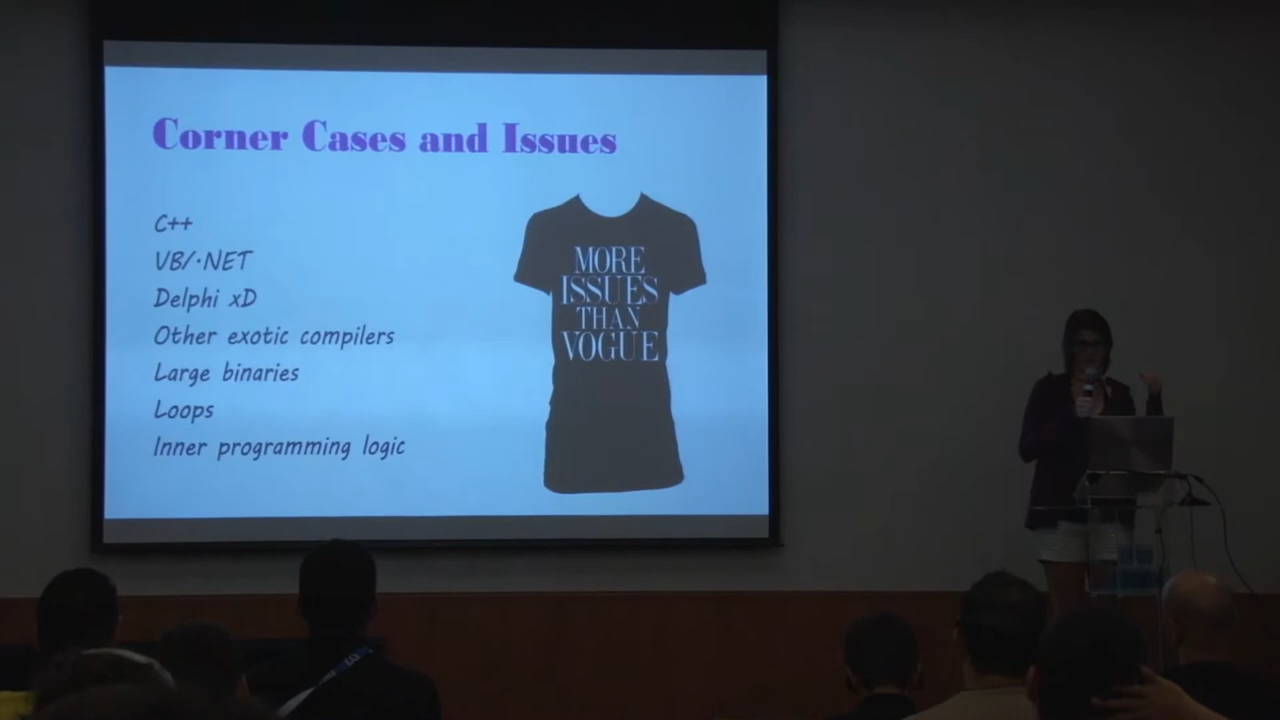 Corner Cases and Issues
C++
VB/.NET
Delphi xD
Other exotic compilers
Large binaries
Loops
Inner programming logic
MORE
ISSUES
THAN
VOGUE